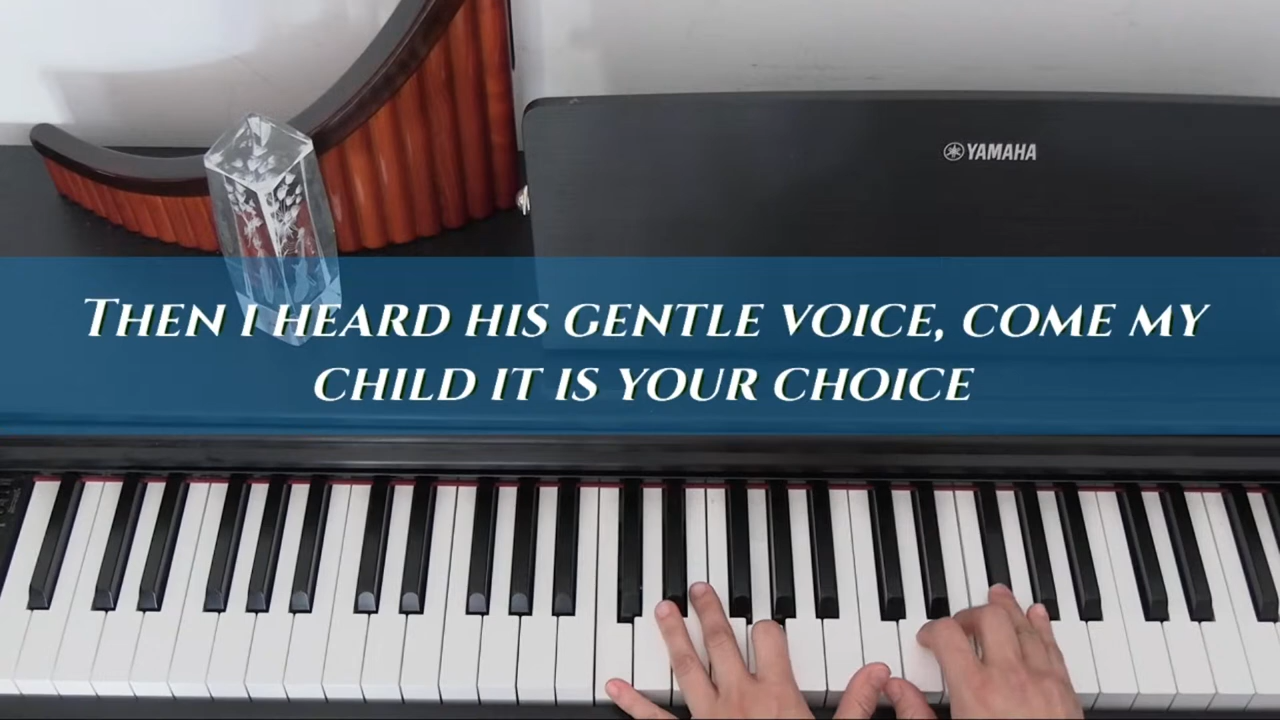 YAMAHA
THEN I HEARD HIS GENTLE VOICE, COME MY
CHILD IT IS YOUR CHOICE